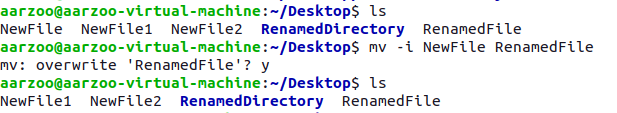 aarzoo@aarzoo-virtual-machine:~/Desktop$ ls
NewFile  NewFile1  NewFile2  RenamedDirectory  RenamedFile
aarzoo@aarzoo-virtual-machine:~/Desktop$ mv -i NewFile RenamedFile
mv: overwrite 'RenamedFile'? y
aarzoo@aarzoo-virtual-machine:~/Desktop$ ls
NewFile1  NewFile2  RenamedDirectory  RenamedFile